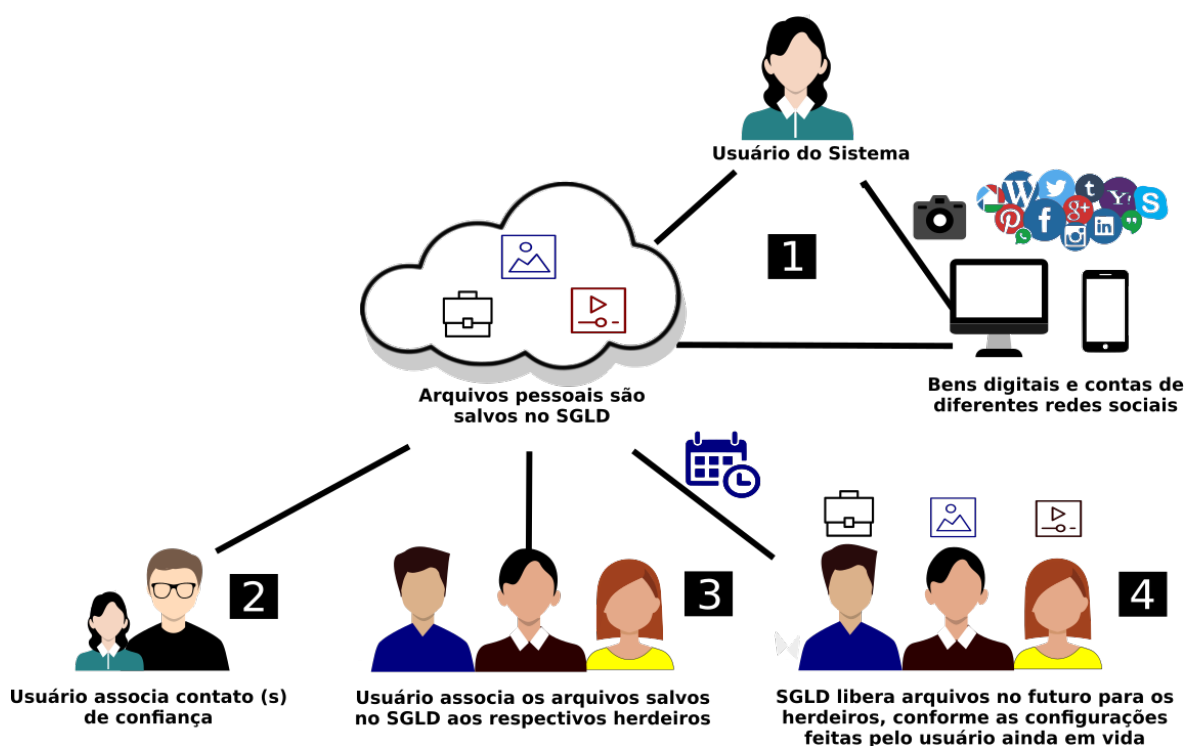 Usuário do Sistema
1
Arquivos pessoais são
salvos no SGLD
Bens digitais e contas de
diferentes redes sociais
2
3
4
Usuário associa contato (s)
de confiança
Usuário associa os arquivos salvos
no SGLD aos respectivos herdeiros
SGLD libera arquivos no futuro para os
herdeiros, conforme as configurações
feitas pelo usuário ainda em vida